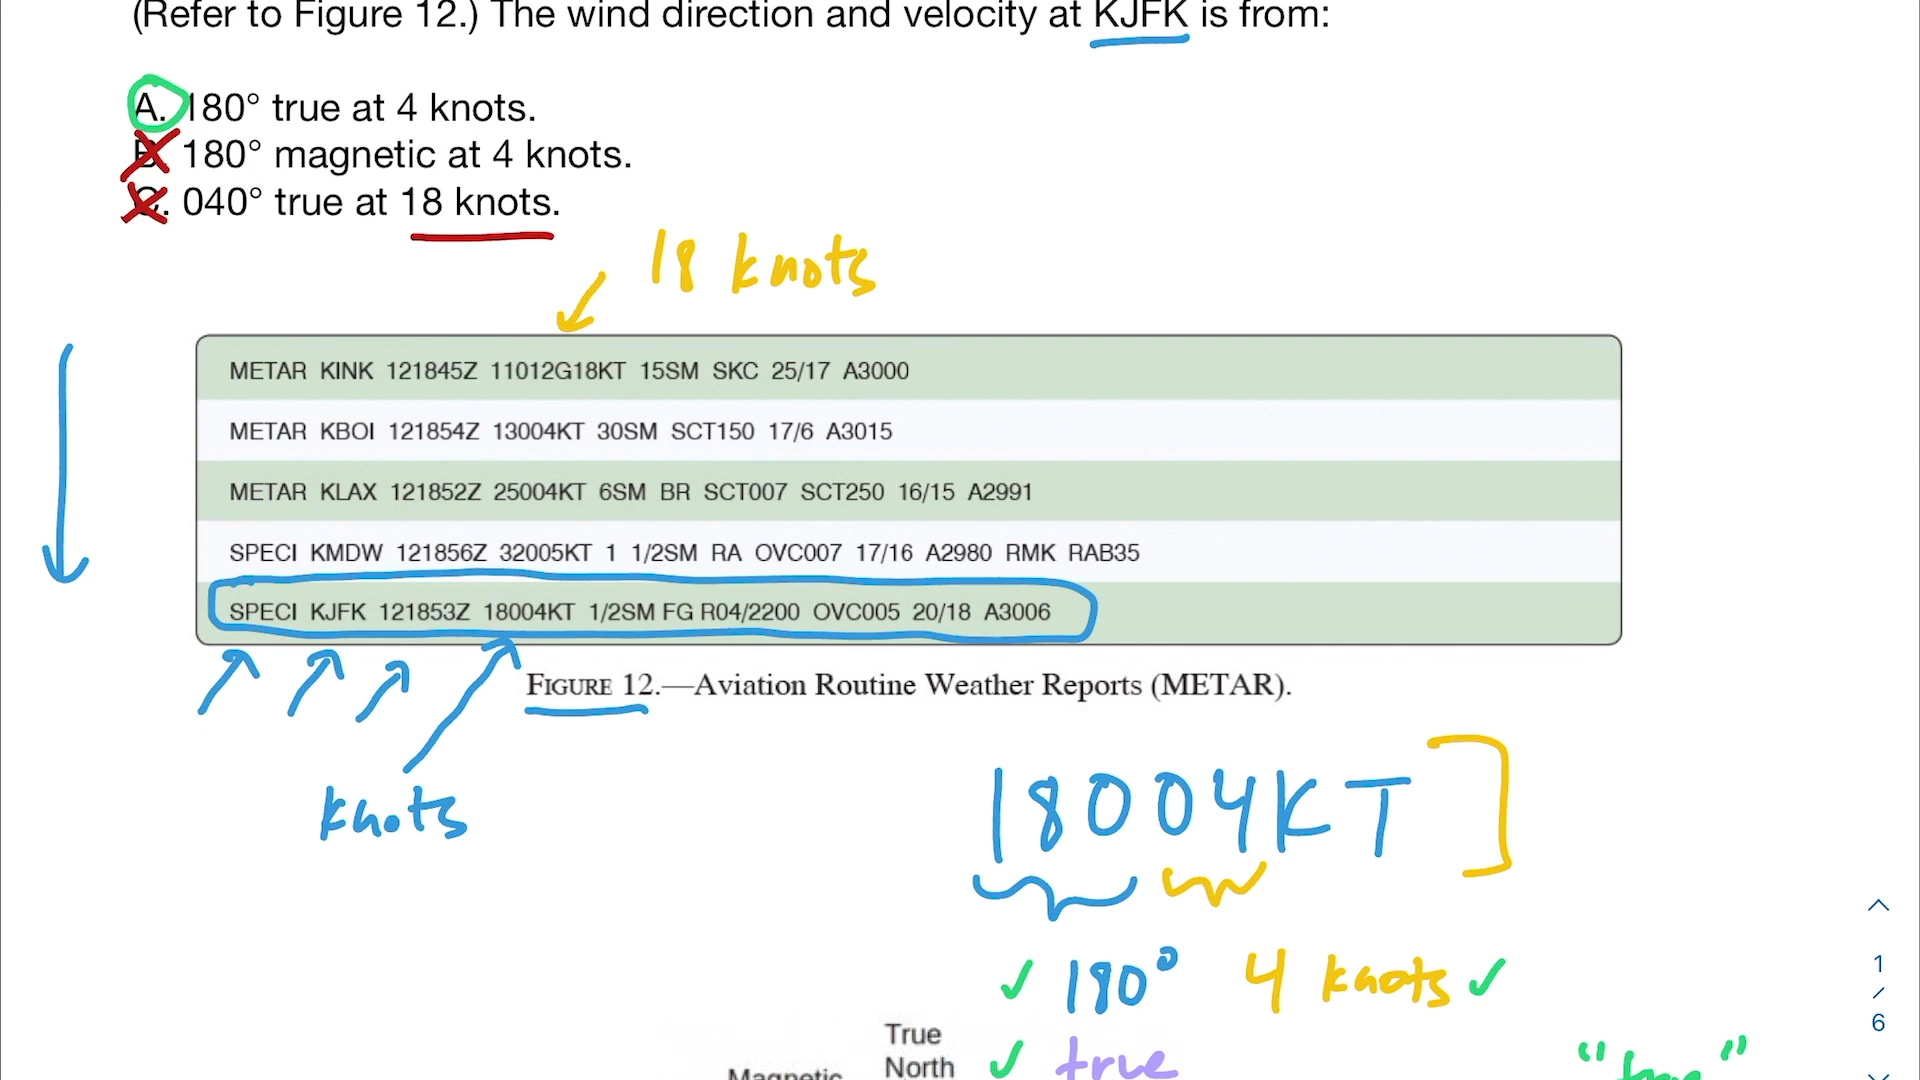 (Refer to Figure 12.) The wind direction and velocity at KJFK is from:
A. 180° true at 4 knots.
B. 180° magnetic at 4 knots.
C. 040° true at 18 knots.
18 knots
METAR KINK 121845Z 11012G18KT 15SM SKC 25/17 A3000
METAR KBOI 121854Z 13004KT 30SM SCT150 17/6 A3015
METAR KLAX 121852Z 25004KT 6SM BR SCT007 SCT250 16/15 A2991
SPECI KMDW 121856Z 32005KT 1 1/2SM RA OVC007 17/16 A2980 RMK RAB35
SPECI KJFK 121853Z 18004KT 1/2SM FG R04/2200 OVC005 20/18 A3006
FIGURE 12.—Aviation Routine Weather Reports (METAR).
knots
18004KT
✓ 180° 4 knots ✓
True
North ✓ true
Magnetic
"true"
1
/
6